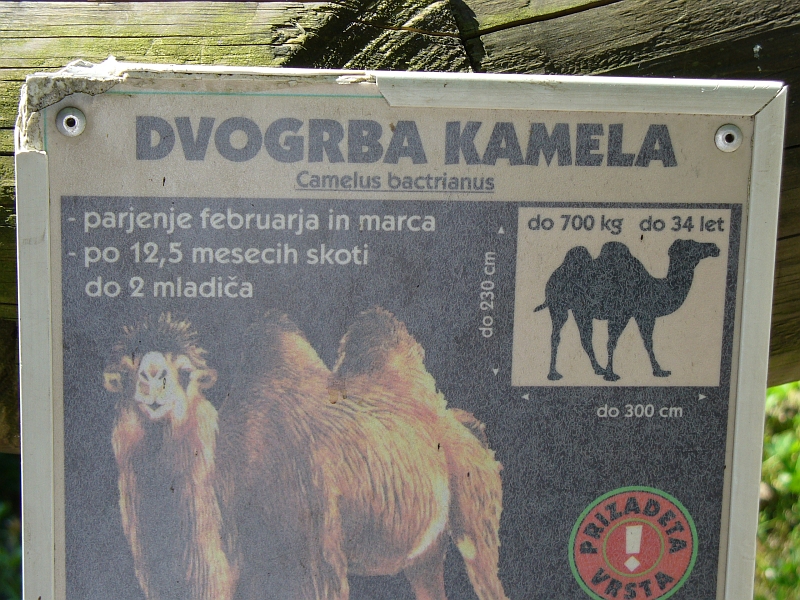 DVOGRBA KAMELA
Camelus bactrianus
- parjenje februarja in marca
- po 12,5 mesecih skoti
do 2 mladiča
do 700 kg do 34 let
do 230 cm
do 300 cm
PRIZADETA
!
VRSTA